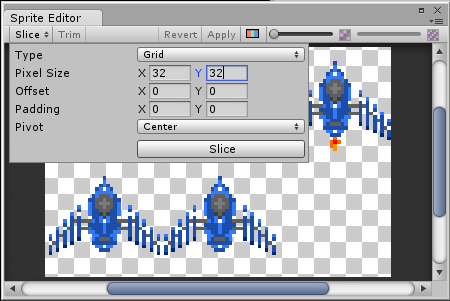 Sprite Editor
Slice Trim Revert Apply
Type Grid
Pixel Size X 32 Y 32
Offset X 0 Y 0
Padding X 0 Y 0
Pivot Center
Slice